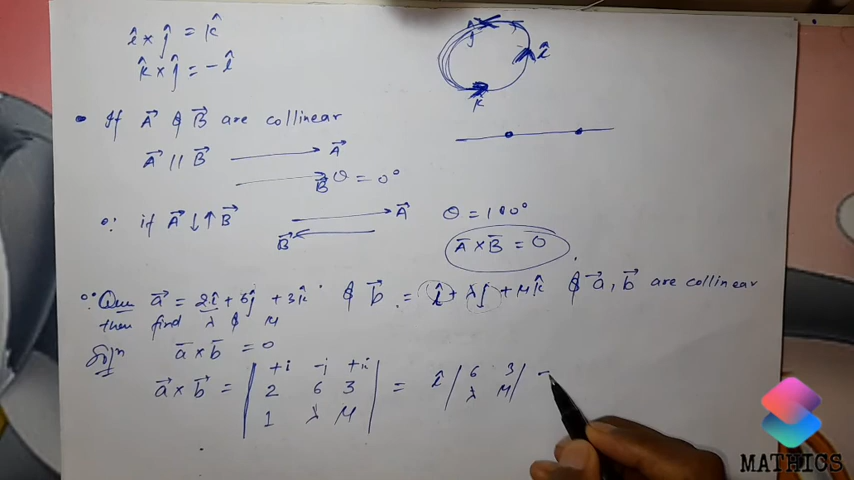 î × ĵ = k̂
k̂ × ĵ = -î
ĵ
î
k̂
• If A⃗ & B⃗ are collinear
A⃗ || B⃗
A⃗
B⃗ θ = 0°
∵ if A⃗ ↓↑ B⃗
A⃗
B⃗
θ = 180°
A̅ × B̅ = 0̅
∵ Que a⃗ = 2î + 6ĵ + 3k̂ & b⃗ = î + λĵ + μk̂ & a⃗, b⃗ are collinear
then find λ & μ
Solⁿ a̅ × b̅ = 0
a⃗ × b⃗ = | +i -j +k | = î | 6 3 | -
| 2 6 3 | | λ μ |
| 1 λ μ |
MATHICS